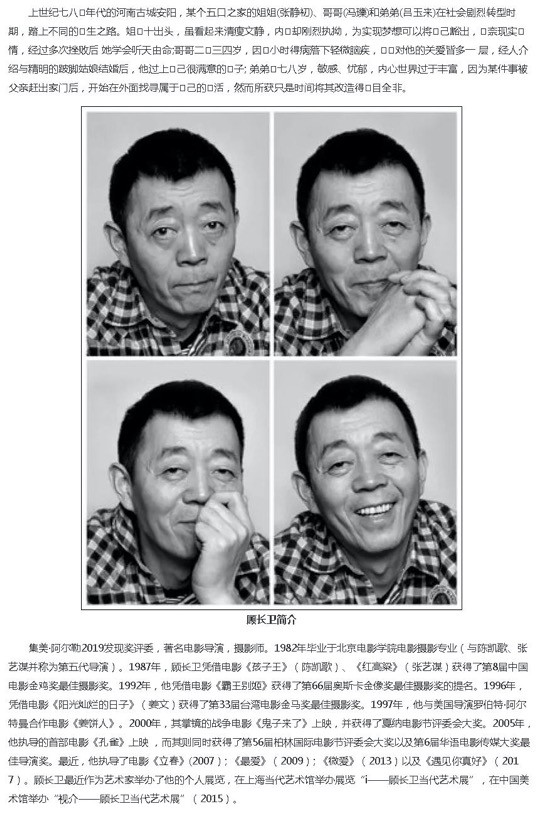 上世纪七八□年代的河南古城安阳，某个五口之家的姐姐(张静初)、哥哥(冯瓅)和弟弟(吕玉来)在社会剧烈转型时
期，踏上不同的□生之路。姐□十出头，虽看起来清瘦文静，内□却刚烈执拗，为实现梦想可以将□己豁出，□亲现实□
情，经过多次挫败后 她学会听天由命;哥哥二□三四岁，因□小时得病落下轻微脑疾，□□对他的关爱皆多一 层，经人介
绍与精明的跛脚姑娘结婚后，他过上□己很满意的□子; 弟弟□七八岁，敏感、忧郁，内心世界过于丰富，因为某件事被
父亲赶出家门后，开始在外面找寻属于□己的□活，然而所获只是时间将其改造得□目全非。
顾长卫简介
集美·阿尔勒2019发现奖评委，著名电影导演，摄影师。1982年毕业于北京电影学院电影摄影专业（与陈凯歌、张
艺谋并称为第五代导演）。1987年，顾长卫凭借电影《孩子王》（陈凯歌）、《红高粱》（张艺谋）获得了第8届中国
电影金鸡奖最佳摄影奖。1992年，他凭借电影《霸王别姬》获得了第66届奥斯卡金像奖最佳摄影奖的提名。1996年，
凭借电影《阳光灿烂的日子》（姜文）获得了第33届台湾电影金马奖最佳摄影奖。1997年，他与美国导演罗伯特·阿尔
特曼合作电影《姜饼人》。2000年，其掌镜的战争电影《鬼子来了》上映，并获得了戛纳电影节评委会大奖。2005年，
他执导的首部电影《孔雀》上映 ，而其则同时获得了第56届柏林国际电影节评委会大奖以及第6届华语电影传媒大奖最
佳导演奖。最近，他执导了电影《立春》(2007)；《最爱》（2009）；《微爱》（2013）以及《遇见你真好》（201
7）。顾长卫最近作为艺术家举办了他的个人展览，在上海当代艺术馆举办展览“i——顾长卫当代艺术展”，在中国美
术馆举办“视介——顾长卫当代艺术展”（2015）。